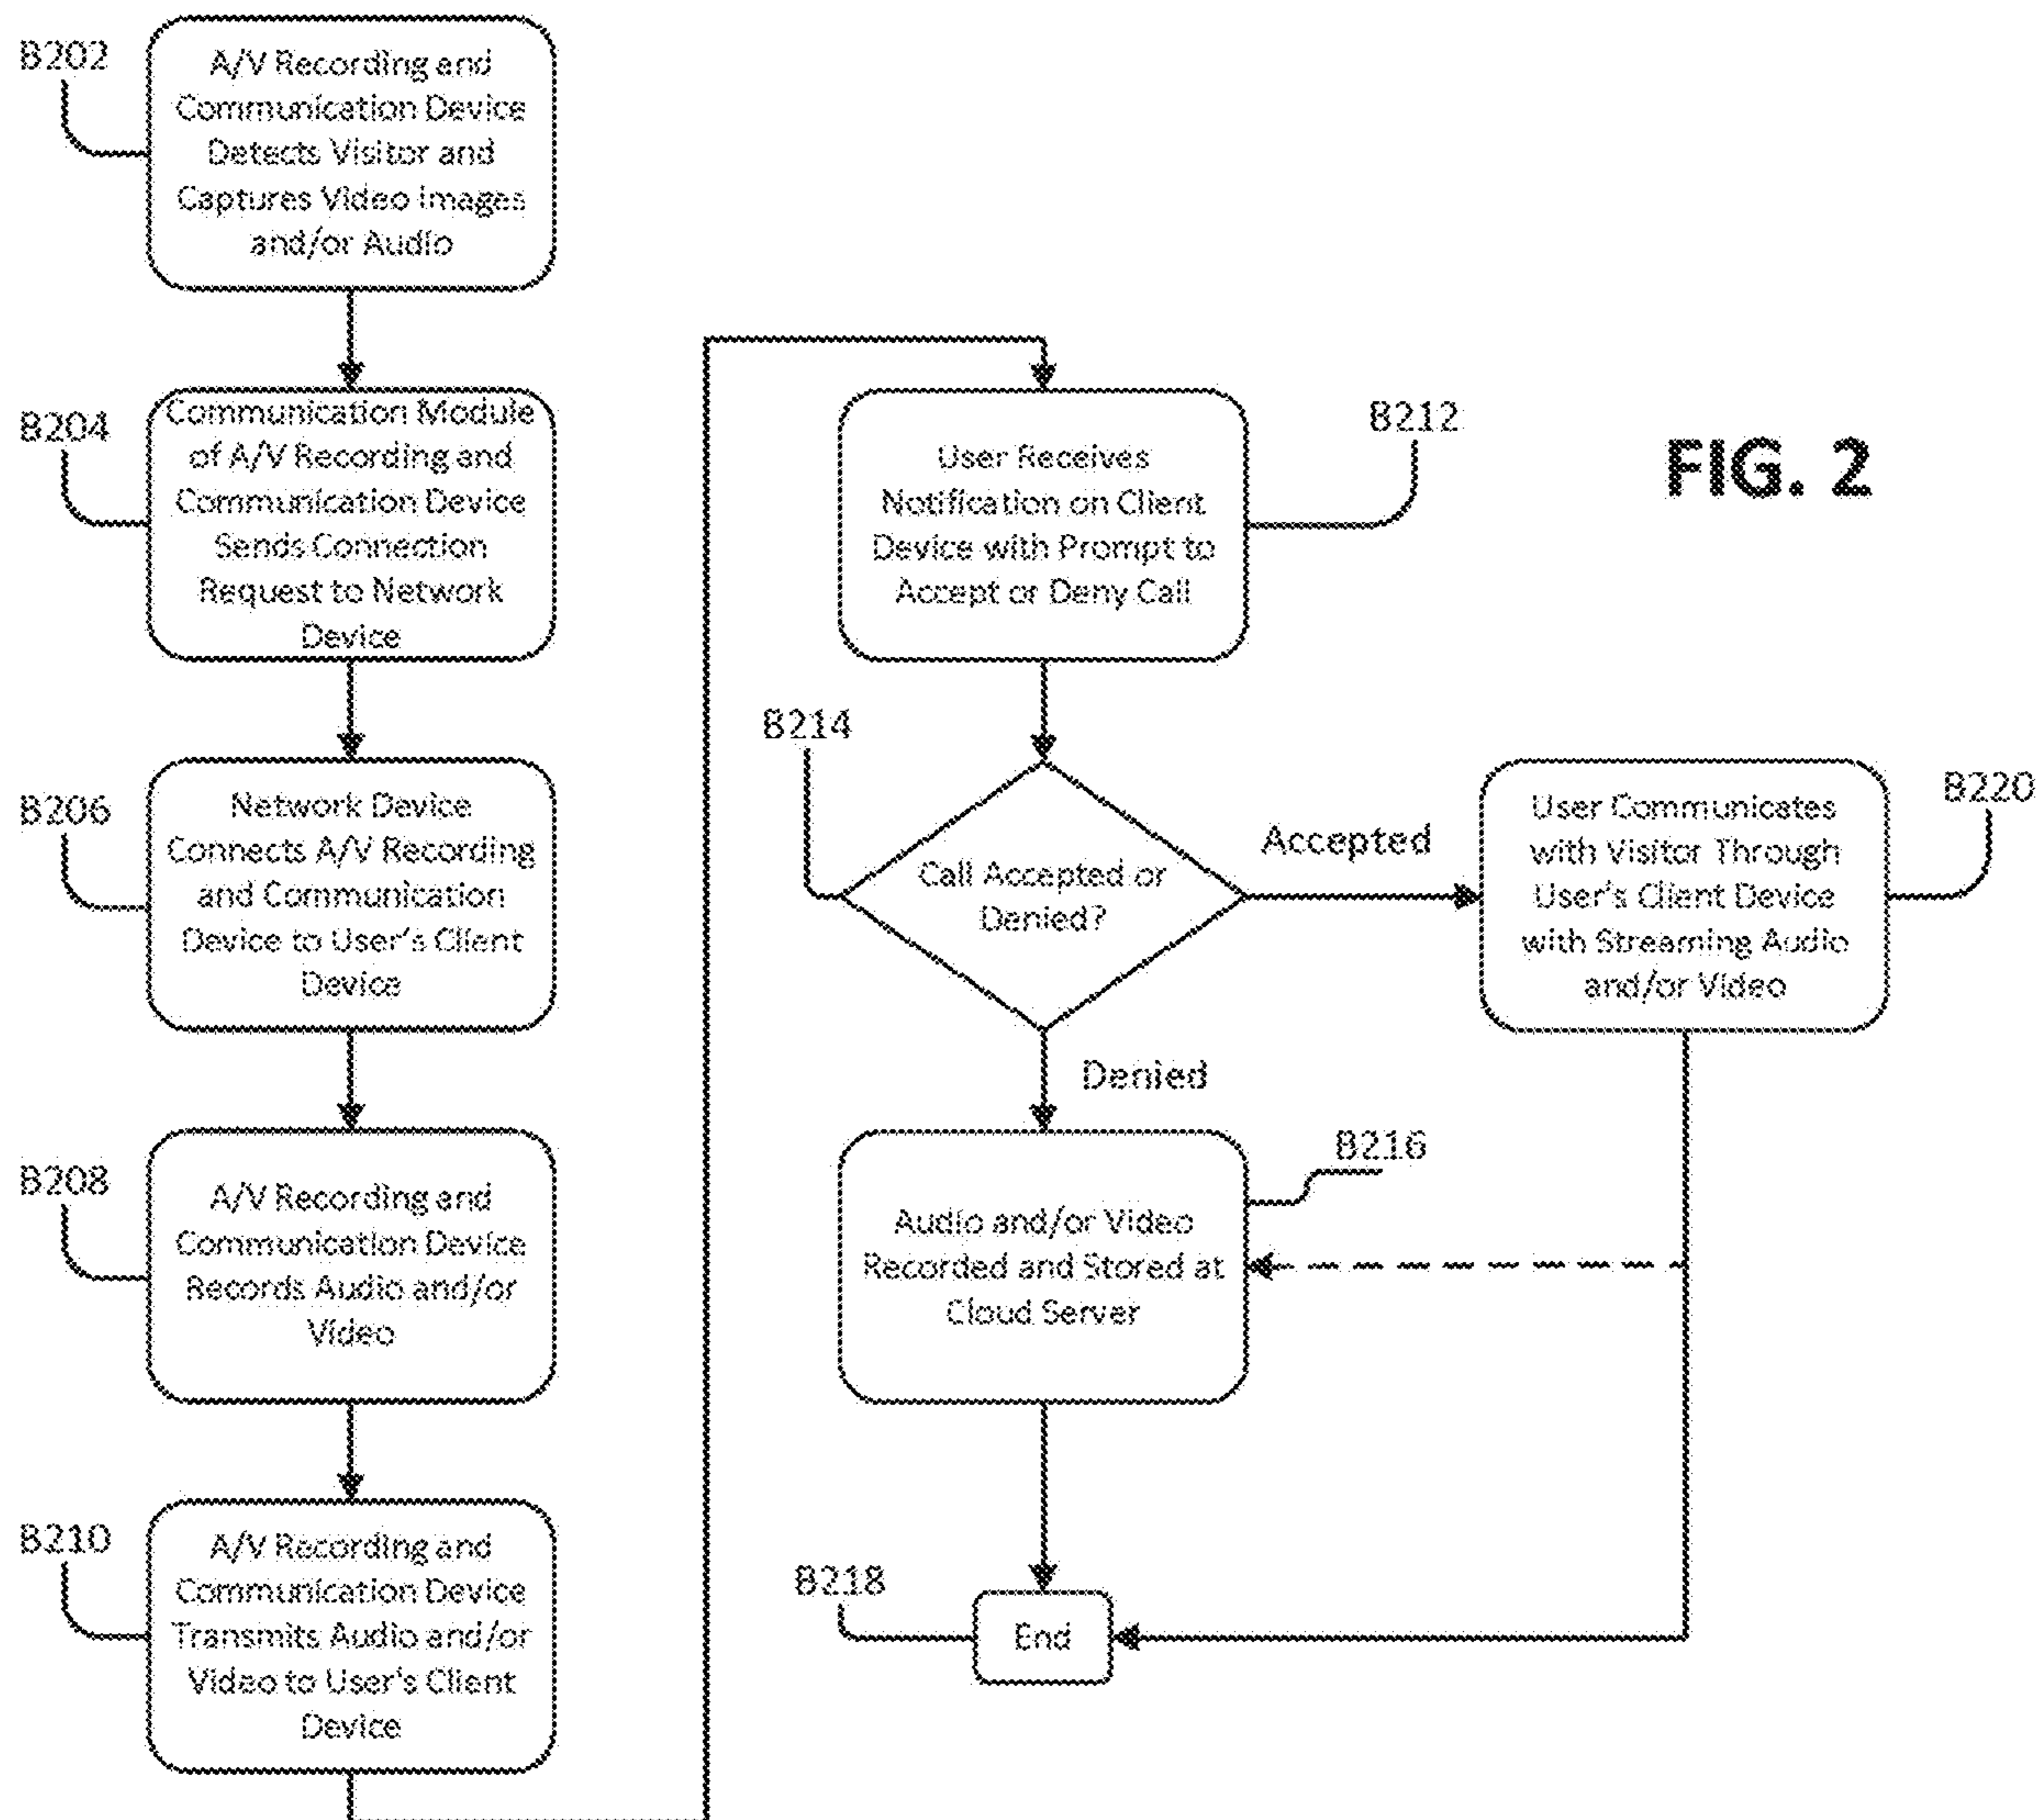 B202
A/V Recording and
Communication Device
Detects Visitor and
Captures Video Images
and/or Audio
B204
Communication Module
of A/V Recording and
Communication Device
Sends Connection
Request to Network
Device
B206
Network Device
Connects A/V Recording
and Communication
Device to User's Client
Device
B208
A/V Recording and
Communication Device
Records Audio and/or
Video
B210
A/V Recording and
Communication Device
Transmits Audio and/or
Video to User's Client
Device
B212
User Receives
Notification on Client
Device with Prompt to
Accept or Deny Call
FIG. 2
B214
Call Accepted or
Denied?
Accepted
B220
User Communicates
with Visitor Through
User's Client Device
with Streaming Audio
and/or Video
Denied
B216
Audio and/or Video
Recorded and Stored at
Cloud Server
B218
End